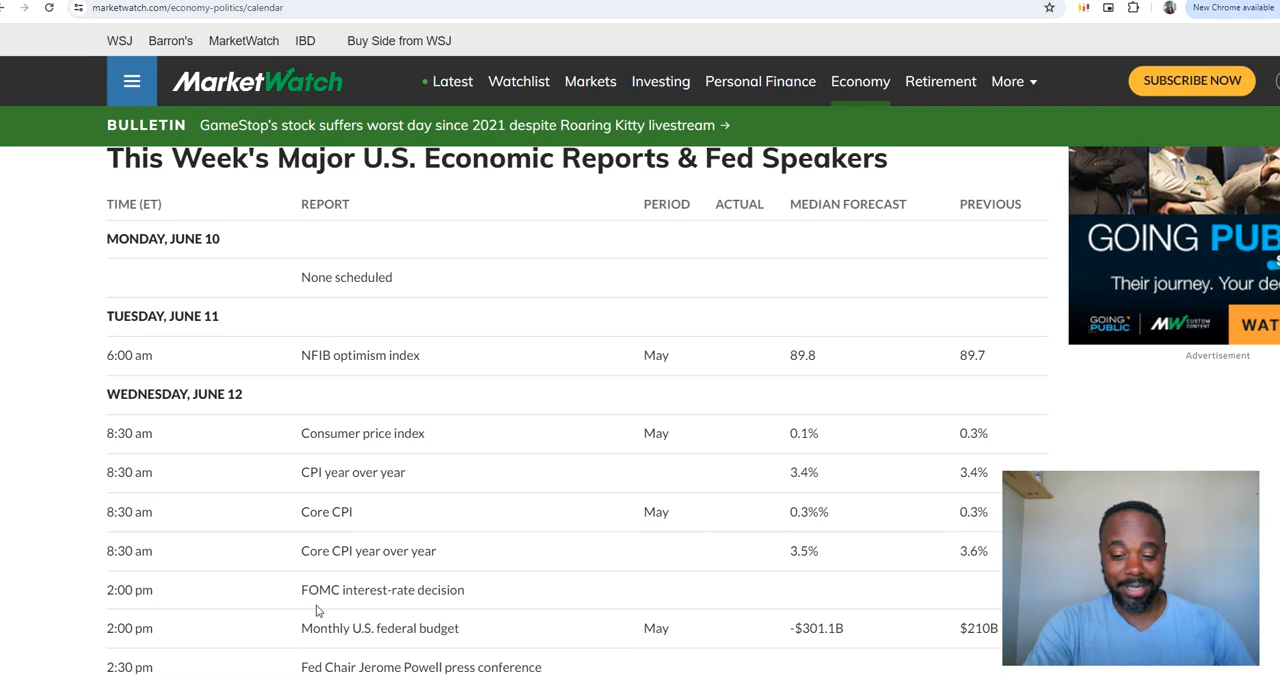 marketwatch.com/economy-politics/calendar
New Chrome available
WSJ Barron's MarketWatch IBD Buy Side from WSJ
MarketWatch Latest Watchlist Markets Investing Personal Finance Economy Retirement More SUBSCRIBE NOW
BULLETIN GameStop's stock suffers worst day since 2021 despite Roaring Kitty livestream →
This Week's Major U.S. Economic Reports & Fed Speakers
TIME (ET) REPORT PERIOD ACTUAL MEDIAN FORECAST PREVIOUS
MONDAY, JUNE 10
None scheduled
TUESDAY, JUNE 11
6:00 am NFIB optimism index May 89.8 89.7
WEDNESDAY, JUNE 12
8:30 am Consumer price index May 0.1% 0.3%
8:30 am CPI year over year 3.4% 3.4%
8:30 am Core CPI May 0.3%% 0.3%
8:30 am Core CPI year over year 3.5% 3.6%
2:00 pm FOMC interest-rate decision
2:00 pm Monthly U.S. federal budget May -$301.1B $210B
2:30 pm Fed Chair Jerome Powell press conference
GOING PUB
Their journey. Your de
GOING PUBLIC MW CUSTOM CONTENT WAT
Advertisement